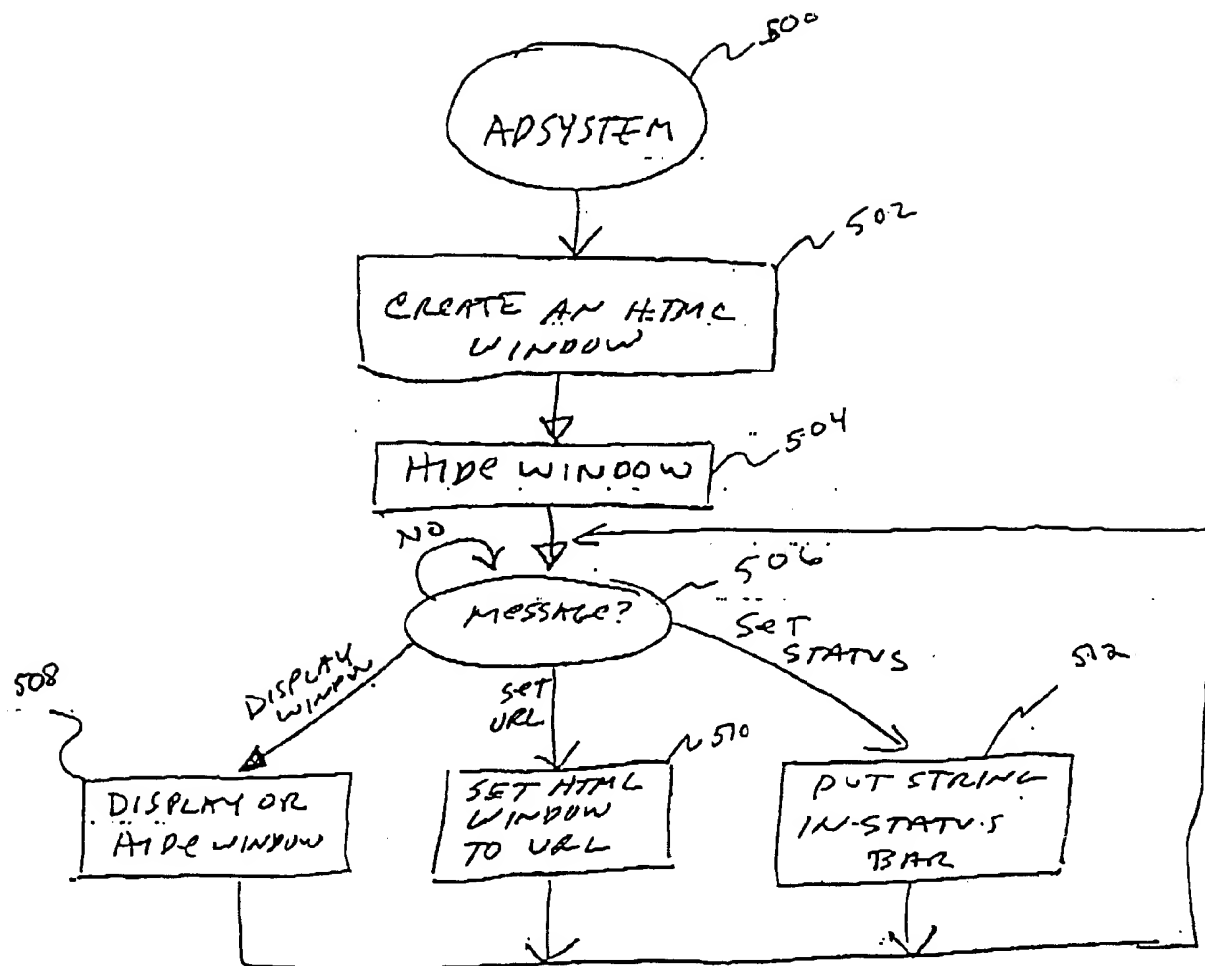 500
ADSYSTEM
502
CREATE AN HTML
WINDOW
504
HIDE WINDOW
NO
506
MESSAGE?
SET
STATUS
512
508
DISPLAY
WINDOW
SET
URL
510
DISPLAY OR
HIDE WINDOW
SET HTML
WINDOW
TO URL
PUT STRING
IN STATUS
BAR